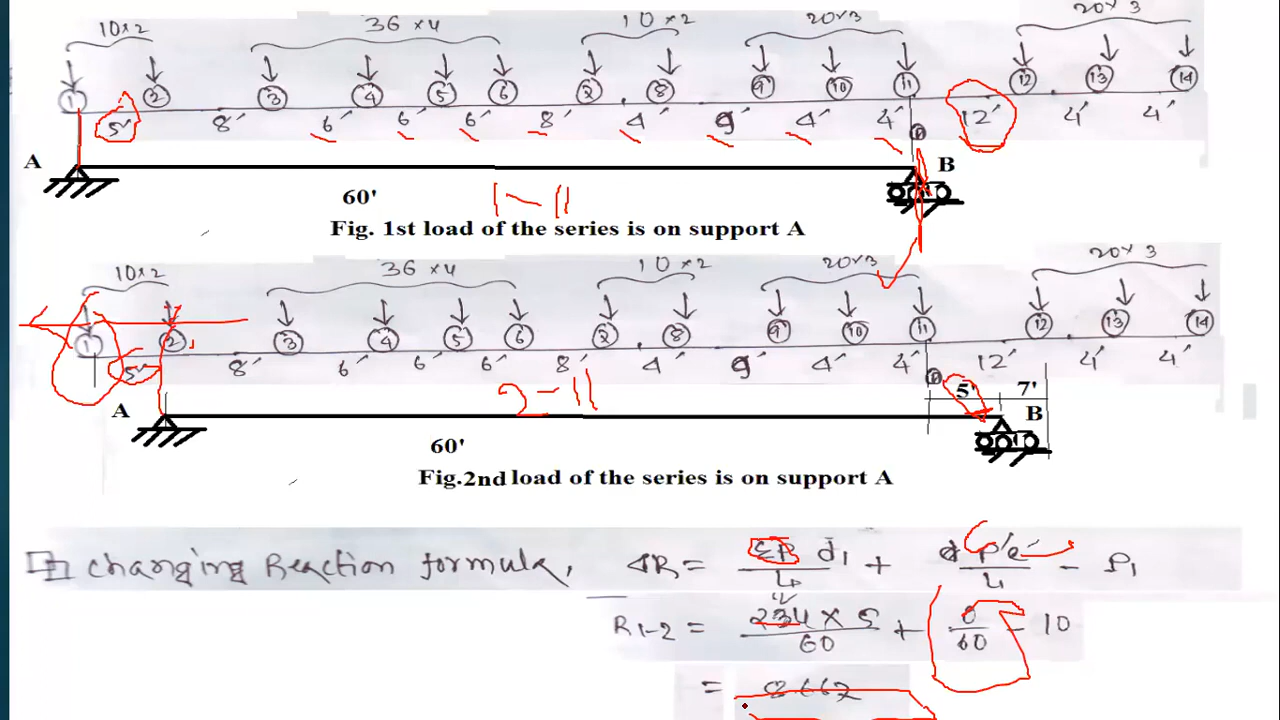 10×2 36×4 10×2 20×3 20×3
1 2 3 4 5 6 7 8 9 10 11 12 13 14
5' 8' 6' 6' 6' 8' 4' 9' 4' 4' 12' 4' 4'
A B
60' 1-11
Fig. 1st load of the series is on support A
10×2 36×4 10×2 20×3 20×3
1 2 3 4 5 6 7 8 9 10 11 12 13 14
5' 8' 6' 6' 6' 8' 4' 9' 4' 4' 12' 4' 4'
2-11 5' 7'
A B
60'
Fig.2nd load of the series is on support A
changing Reaction formula, ΔR = ΣP d1 / L + P'e' / L - P1
R1-2 = 234 × 5 / 60 + 0 / 60 - 10
=